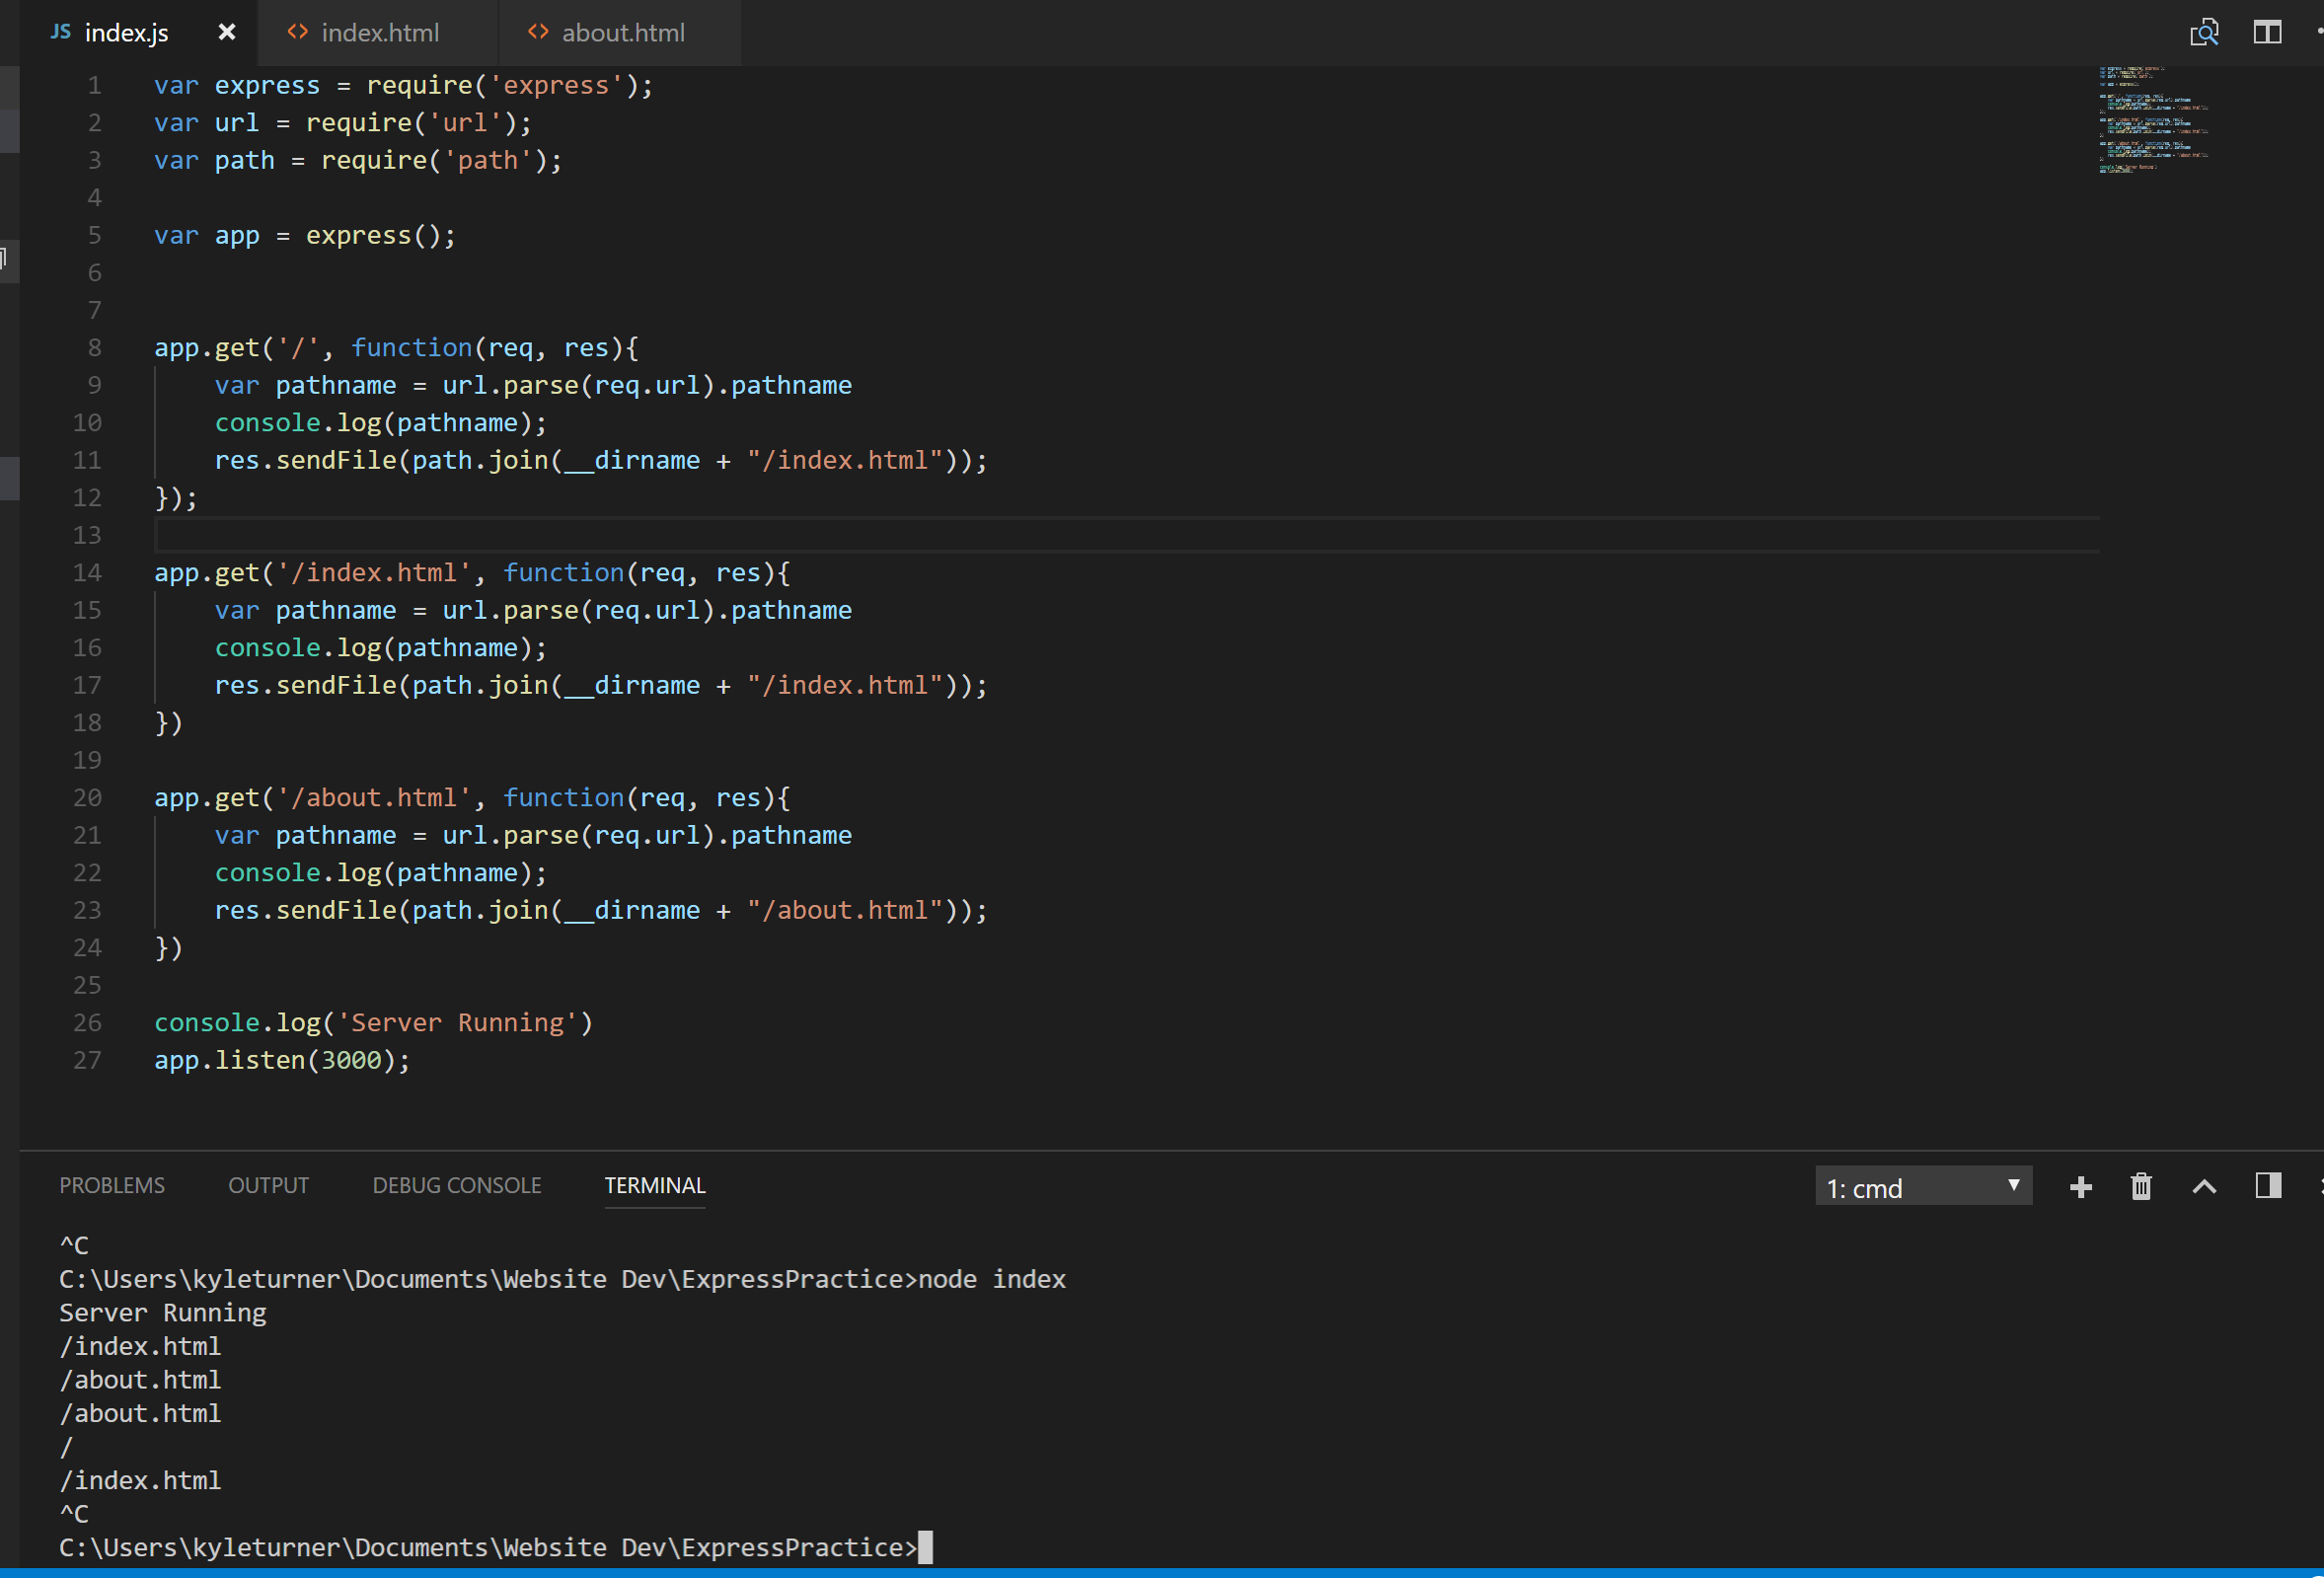 JS index.js × <> index.html <> about.html
1 var express = require('express');
2 var url = require('url');
3 var path = require('path');
4
5 var app = express();
6
7
8 app.get('/', function(req, res){
9     var pathname = url.parse(req.url).pathname
10     console.log(pathname);
11     res.sendFile(path.join(__dirname + "/index.html"));
12 });
13
14 app.get('/index.html', function(req, res){
15     var pathname = url.parse(req.url).pathname
16     console.log(pathname);
17     res.sendFile(path.join(__dirname + "/index.html"));
18 })
19
20 app.get('/about.html', function(req, res){
21     var pathname = url.parse(req.url).pathname
22     console.log(pathname);
23     res.sendFile(path.join(__dirname + "/about.html"));
24 })
25
26 console.log('Server Running')
27 app.listen(3000);
PROBLEMS OUTPUT DEBUG CONSOLE TERMINAL 1: cmd
^C
C:\Users\kyleturner\Documents\Website Dev\ExpressPractice>node index
Server Running
/index.html
/about.html
/about.html
/
/index.html
^C
C:\Users\kyleturner\Documents\Website Dev\ExpressPractice>